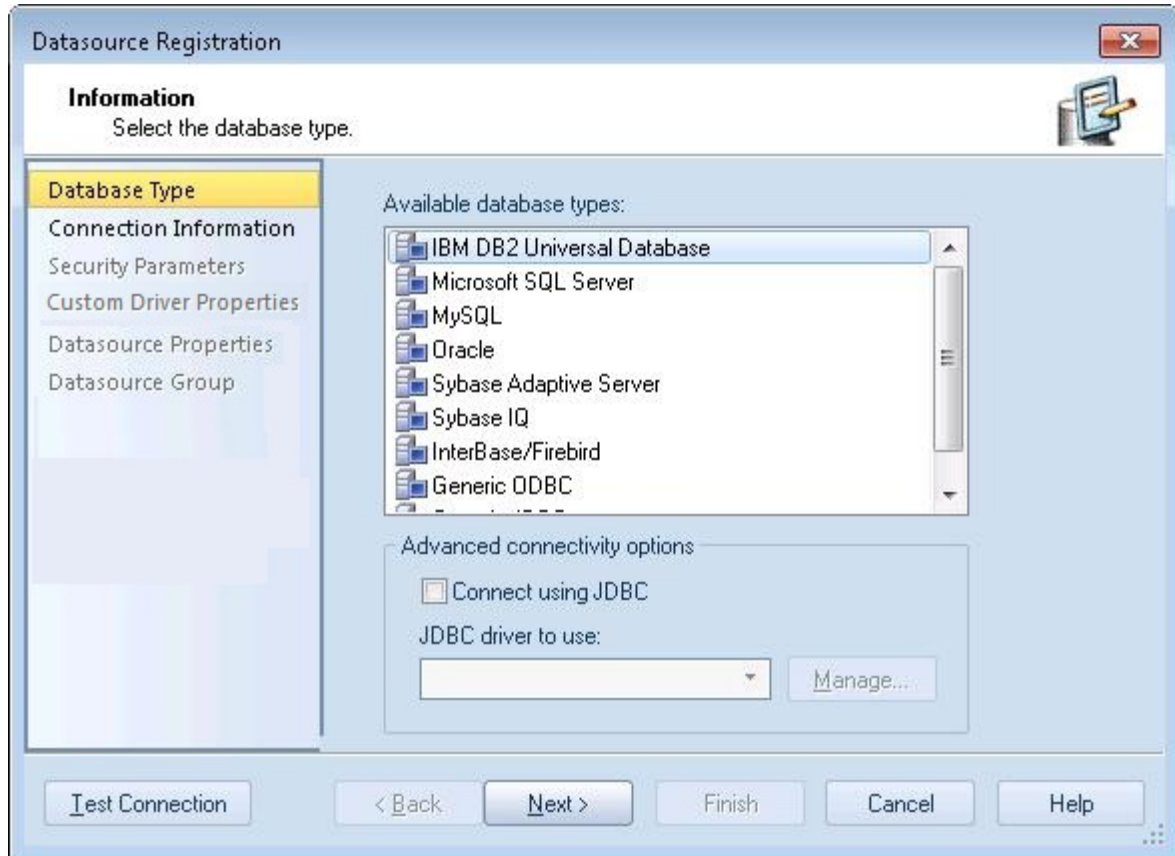 Datasource Registration
Information
Select the database type.
Database Type
Connection Information
Security Parameters
Custom Driver Properties
Datasource Properties
Datasource Group
Available database types:
IBM DB2 Universal Database
Microsoft SQL Server
MySQL
Oracle
Sybase Adaptive Server
Sybase IQ
InterBase/Firebird
Generic ODBC
Advanced connectivity options
Connect using JDBC
JDBC driver to use:
Manage...
Test Connection
< Back
Next >
Finish
Cancel
Help